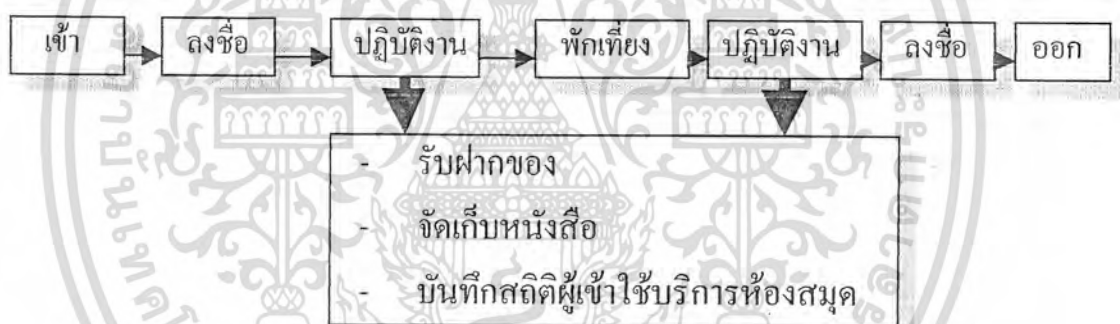 เข้า ลงชื่อ ปฏิบัติงาน พักเที่ยง ปฏิบัติงาน ลงชื่อ ออก
- รับฝากของ
- จัดเก็บหนังสือ
- บันทึกสถิติผู้เข้าใช้บริการห้องสมุด